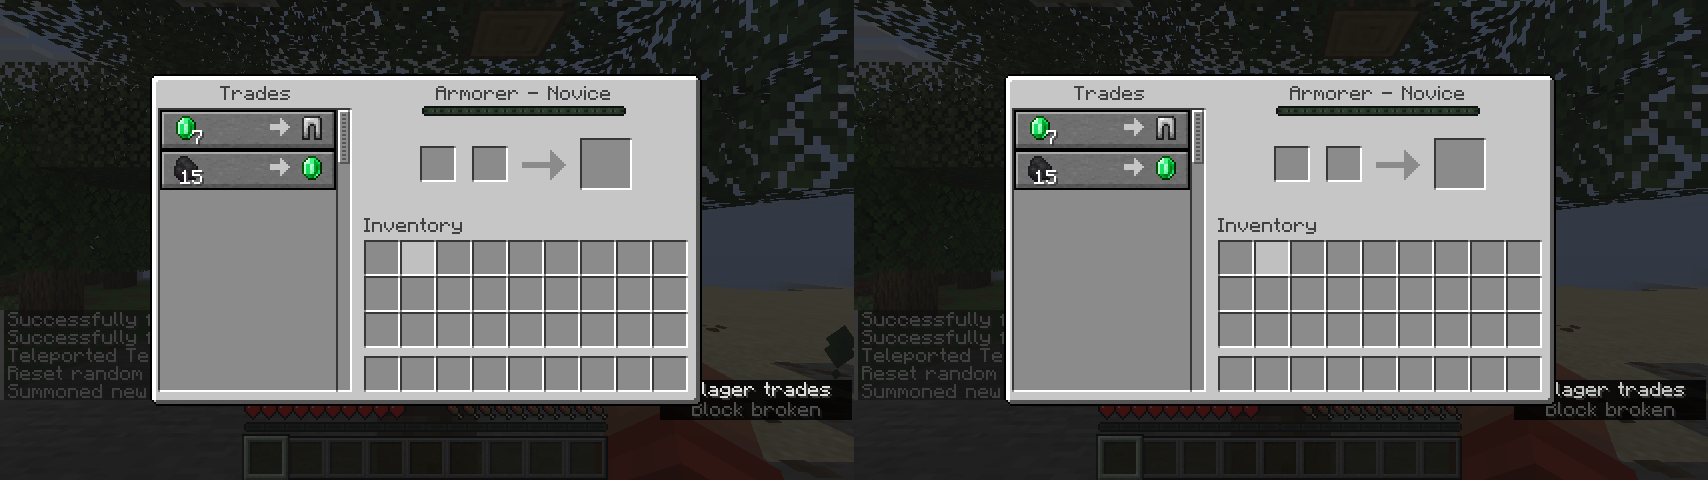 Trades
Armorer – Novice
7
15
Inventory
Successfully
Successfully
Teleported Te
Reset random
Summoned new
lager trades
Block broken
Trades
Armorer – Novice
7
15
Inventory
Successfully
Successfully
Teleported Te
Reset random
Summoned new
lager trades
Block broken